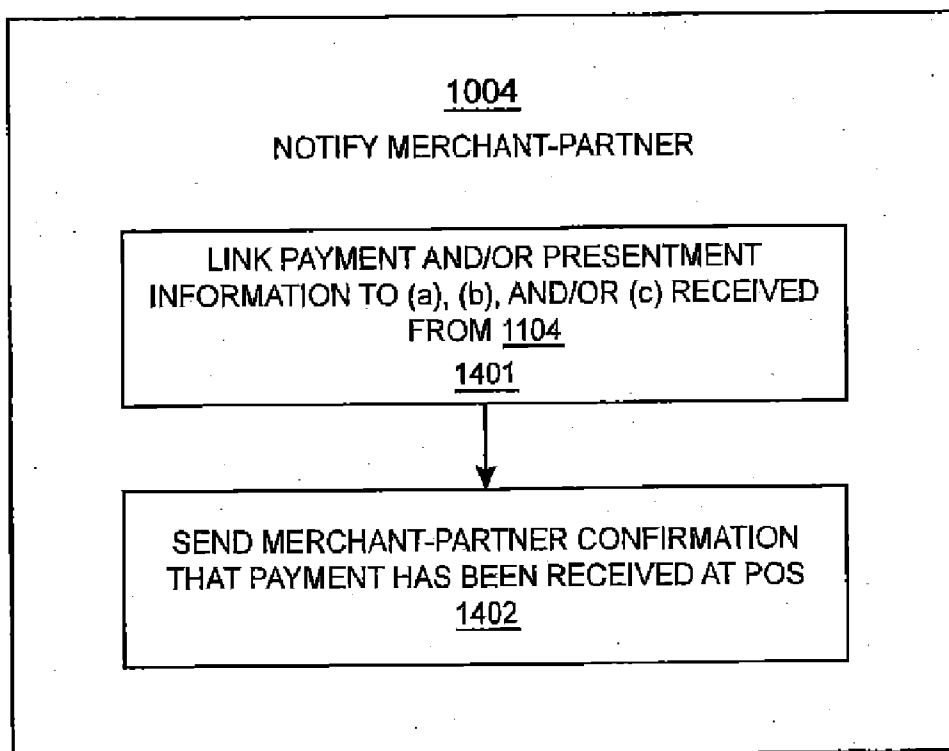 1004
NOTIFY MERCHANT-PARTNER
LINK PAYMENT AND/OR PRESENTMENT
INFORMATION TO (a), (b), AND/OR (c) RECEIVED
FROM 1104
1401
SEND MERCHANT-PARTNER CONFIRMATION
THAT PAYMENT HAS BEEN RECEIVED AT POS
1402